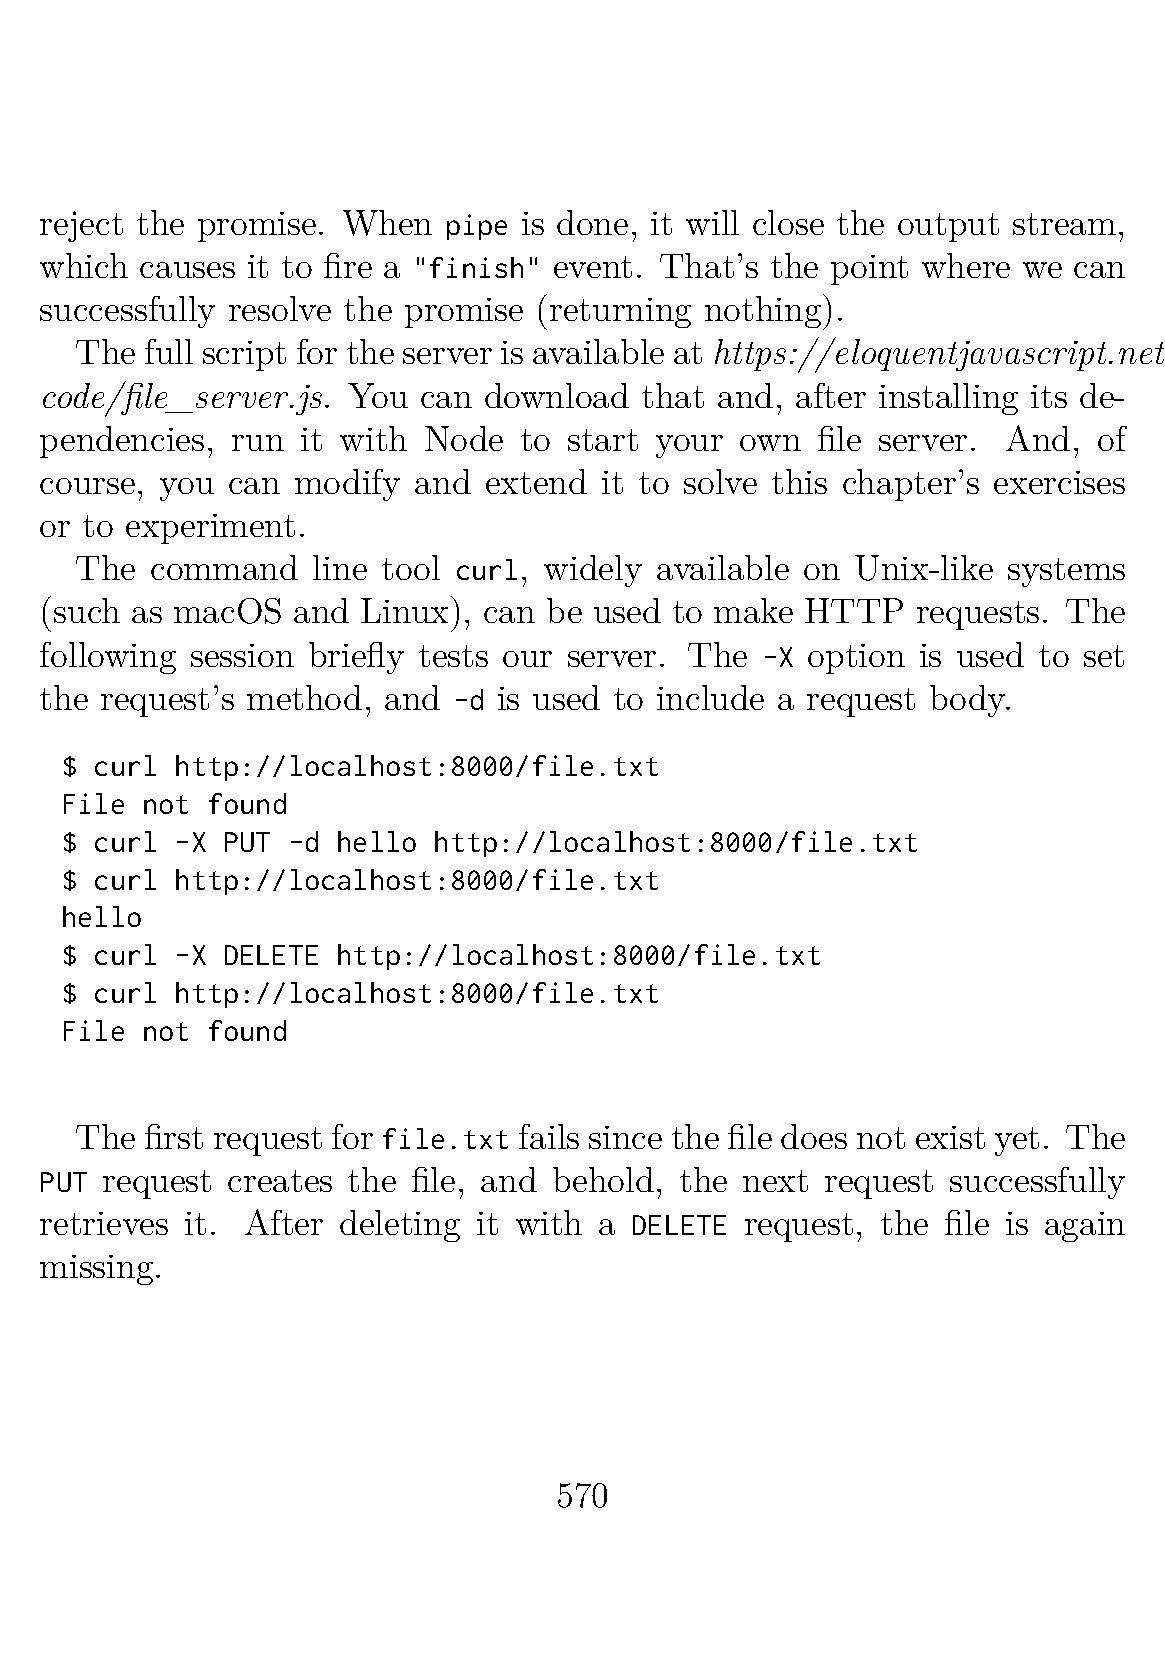 reject the promise. When pipe is done, it will close the output stream,
which causes it to fire a "finish" event. That's the point where we can
successfully resolve the promise (returning nothing).
The full script for the server is available at https://eloquentjavascript.net
code/file_server.js. You can download that and, after installing its de-
pendencies, run it with Node to start your own file server. And, of
course, you can modify and extend it to solve this chapter's exercises
or to experiment.
The command line tool curl, widely available on Unix-like systems
(such as macOS and Linux), can be used to make HTTP requests. The
following session briefly tests our server. The -X option is used to set
the request's method, and -d is used to include a request body.
$ curl http://localhost:8000/file.txt
File not found
$ curl -X PUT -d hello http://localhost:8000/file.txt
$ curl http://localhost:8000/file.txt
hello
$ curl -X DELETE http://localhost:8000/file.txt
$ curl http://localhost:8000/file.txt
File not found
The first request for file.txt fails since the file does not exist yet. The
PUT request creates the file, and behold, the next request successfully
retrieves it. After deleting it with a DELETE request, the file is again
missing.
570